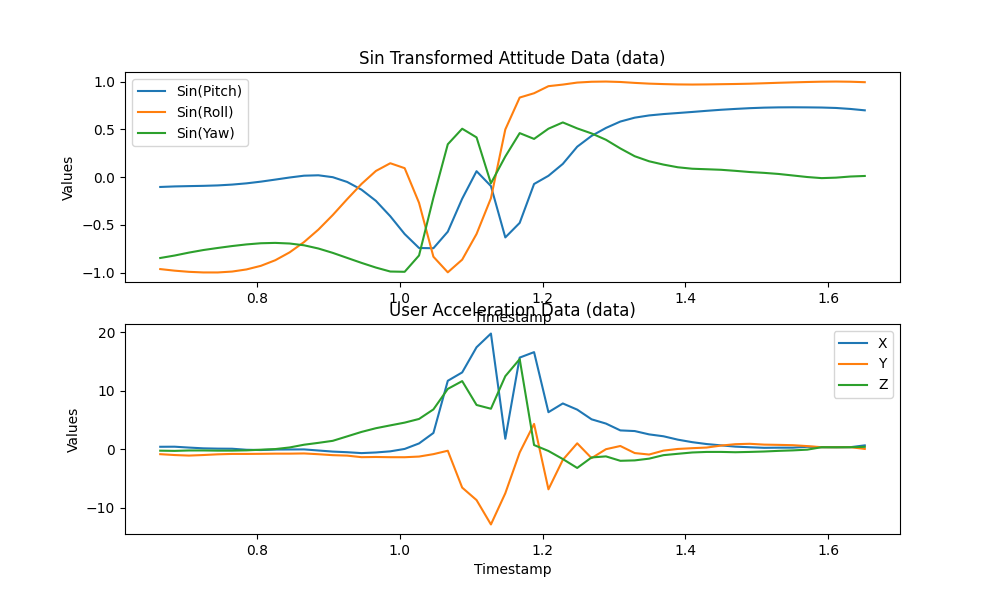 Sin Transformed Attitude Data (data)
1.0
0.5
0.0
−0.5
−1.0
Values
Sin(Pitch)
Sin(Roll)
Sin(Yaw)
0.8
1.0
1.2
1.4
1.6
Timestamp
User Acceleration Data (data)
20
10
0
−10
Values
X
Y
Z
0.8
1.0
1.2
1.4
1.6
Timestamp